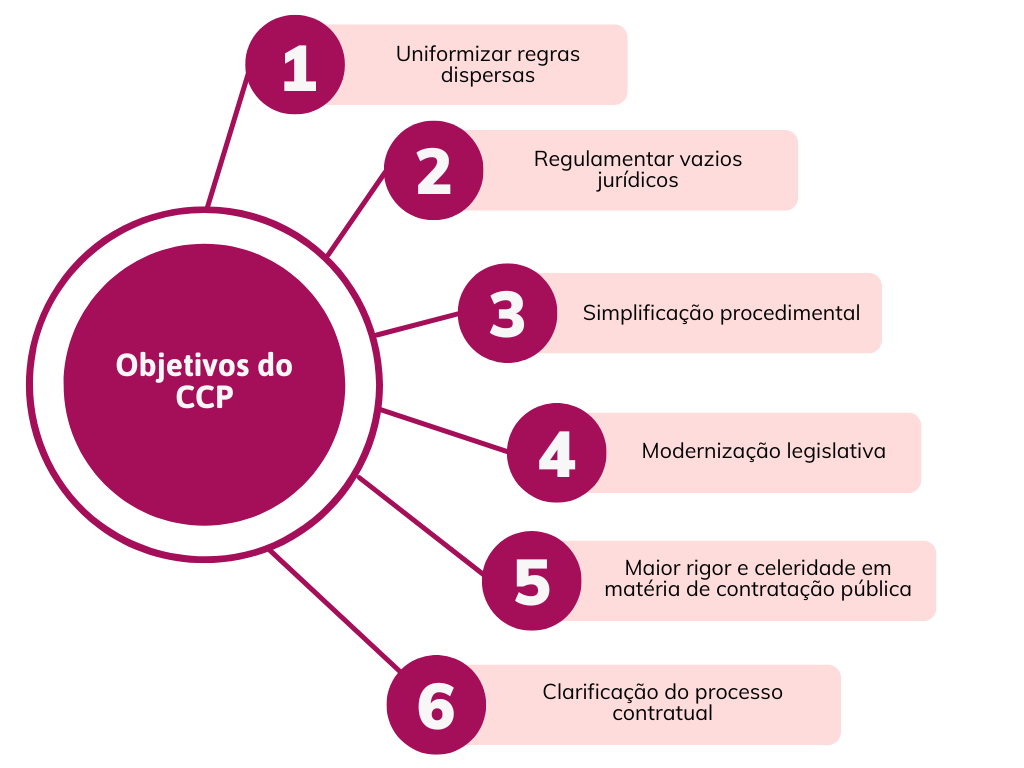 1
Uniformizar regras
dispersas
2
Regulamentar vazios
jurídicos
3
Simplificação procedimental
Objetivos do
CCP
4
Modernização legislativa
5
Maior rigor e celeridade em
matéria de contratação pública
6
Clarificação do processo
contratual